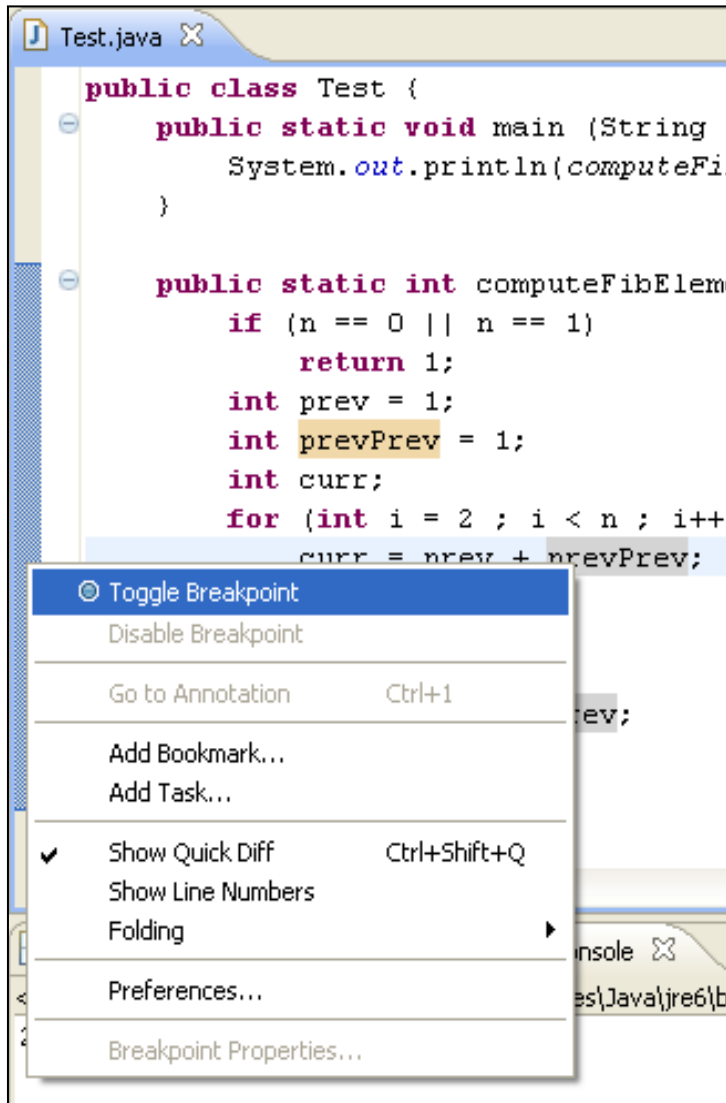 Test.java
public class Test {
public static void main (String
System.out.println(computeFi
}
public static int computeFibElem
if (n == 0 || n == 1)
return 1;
int prev = 1;
int prevPrev = 1;
int curr;
for (int i = 2 ; i < n ; i++
curr = prev + prevPrev;
Toggle Breakpoint
Disable Breakpoint
Go to Annotation Ctrl+1
ev;
Add Bookmark...
Add Task...
Show Quick Diff Ctrl+Shift+Q
Show Line Numbers
Folding
nsole
Preferences...
es\Java\jre6\b
Breakpoint Properties...